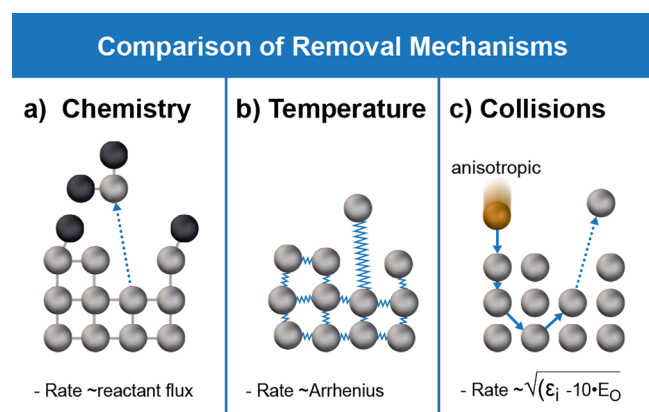 Comparison of Removal Mechanisms
a) Chemistry
b) Temperature
c) Collisions
anisotropic
- Rate ~reactant flux
- Rate ~Arrhenius
- Rate ~√(εi -10•EO